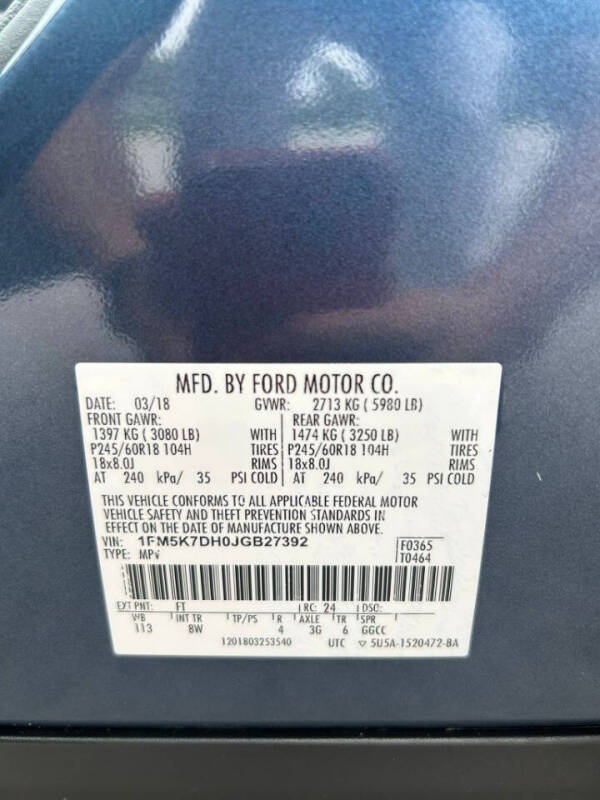 MFD. BY FORD MOTOR CO.
DATE: 03/18 GVWR: 2713 KG ( 5980 LB)
FRONT GAWR: REAR GAWR:
1397 KG ( 3080 LB) WITH 1474 KG ( 3250 LB) WITH
P245/60R18 104H TIRES P245/60R18 104H TIRES
18x8.0J RIMS 18x8.0J RIMS
AT 240 kPa/ 35 PSI COLD AT 240 kPa/ 35 PSI COLD
THIS VEHICLE CONFORMS TO ALL APPLICABLE FEDERAL MOTOR
VEHICLE SAFETY AND THEFT PREVENTION STANDARDS IN
EFFECT ON THE DATE OF MANUFACTURE SHOWN ABOVE.
VIN: 1FM5K7DH0JGB27392 F0365
TYPE: MPV T0464
EXT PNT: FT RC: 24 DSO:
WB INT TR TP/PS R AXLE TR SPR
113 8W 4 3G 6 GGCC
1201803253540 UTC ▽ 5U5A-1520472-BA